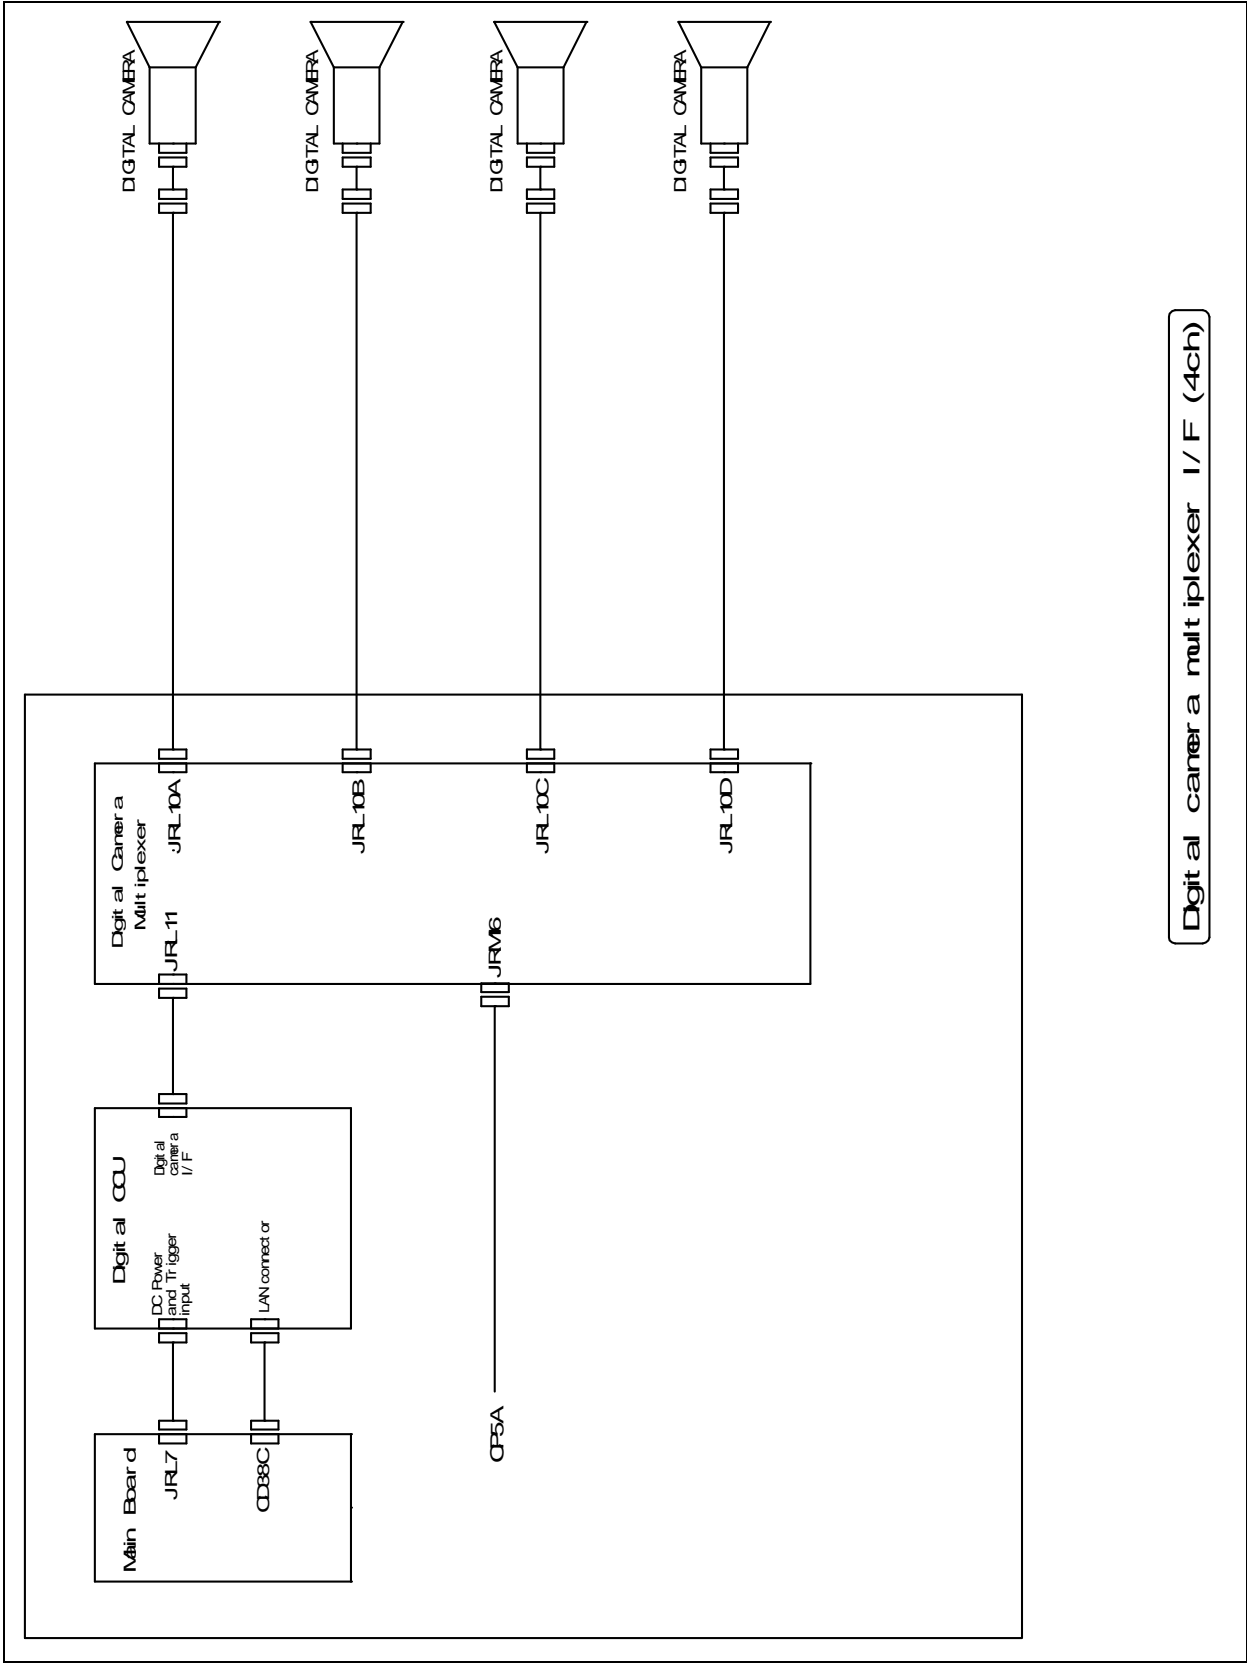 Main Board
JRL7
CD38C
Digital CCU
DC Power
and Trigger
input
LAN connector
Digital
camera
I/F
Digital Camera
Multiplexer
JRL11
JRL10A
JRL10B
JRL10C
JRL10D
JRM16
CP5A
DIGITAL CAMERA
DIGITAL CAMERA
DIGITAL CAMERA
DIGITAL CAMERA
Digital camera multiplexer I/F (4ch)